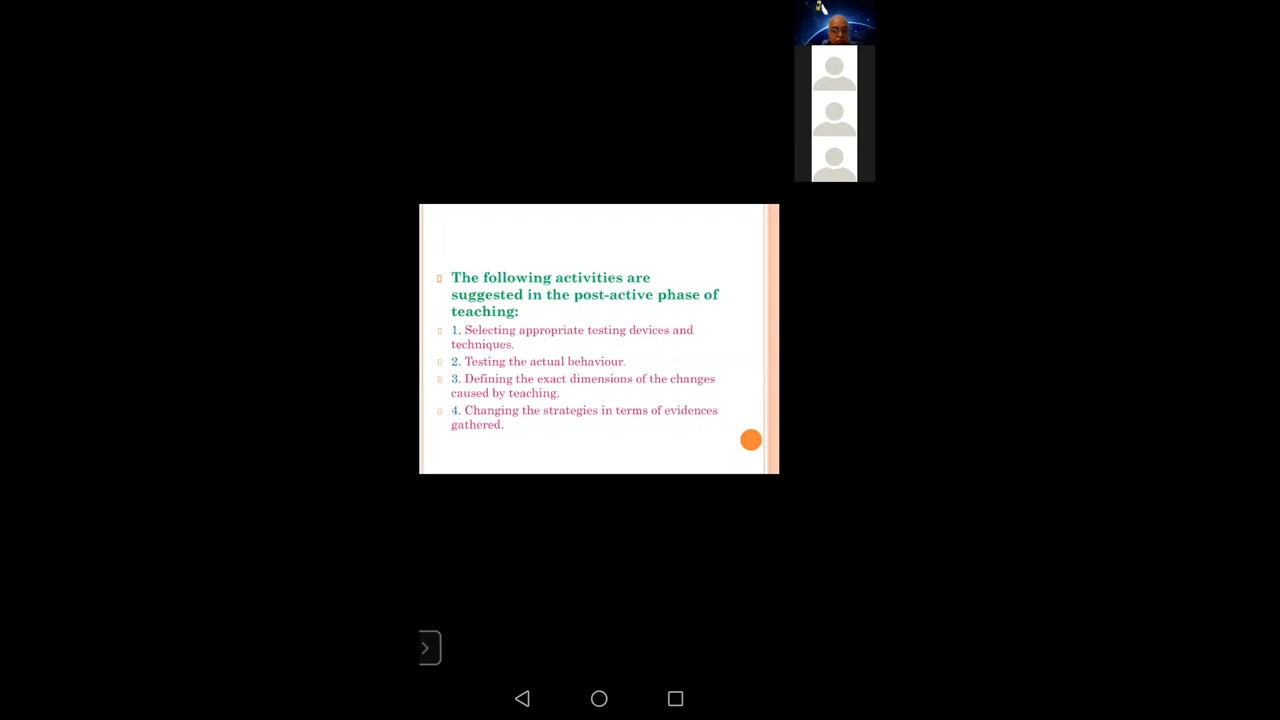 The following activities are
suggested in the post-active phase of
teaching:
1. Selecting appropriate testing devices and
techniques.
2. Testing the actual behaviour.
3. Defining the exact dimensions of the changes
caused by teaching.
4. Changing the strategies in terms of evidences
gathered.